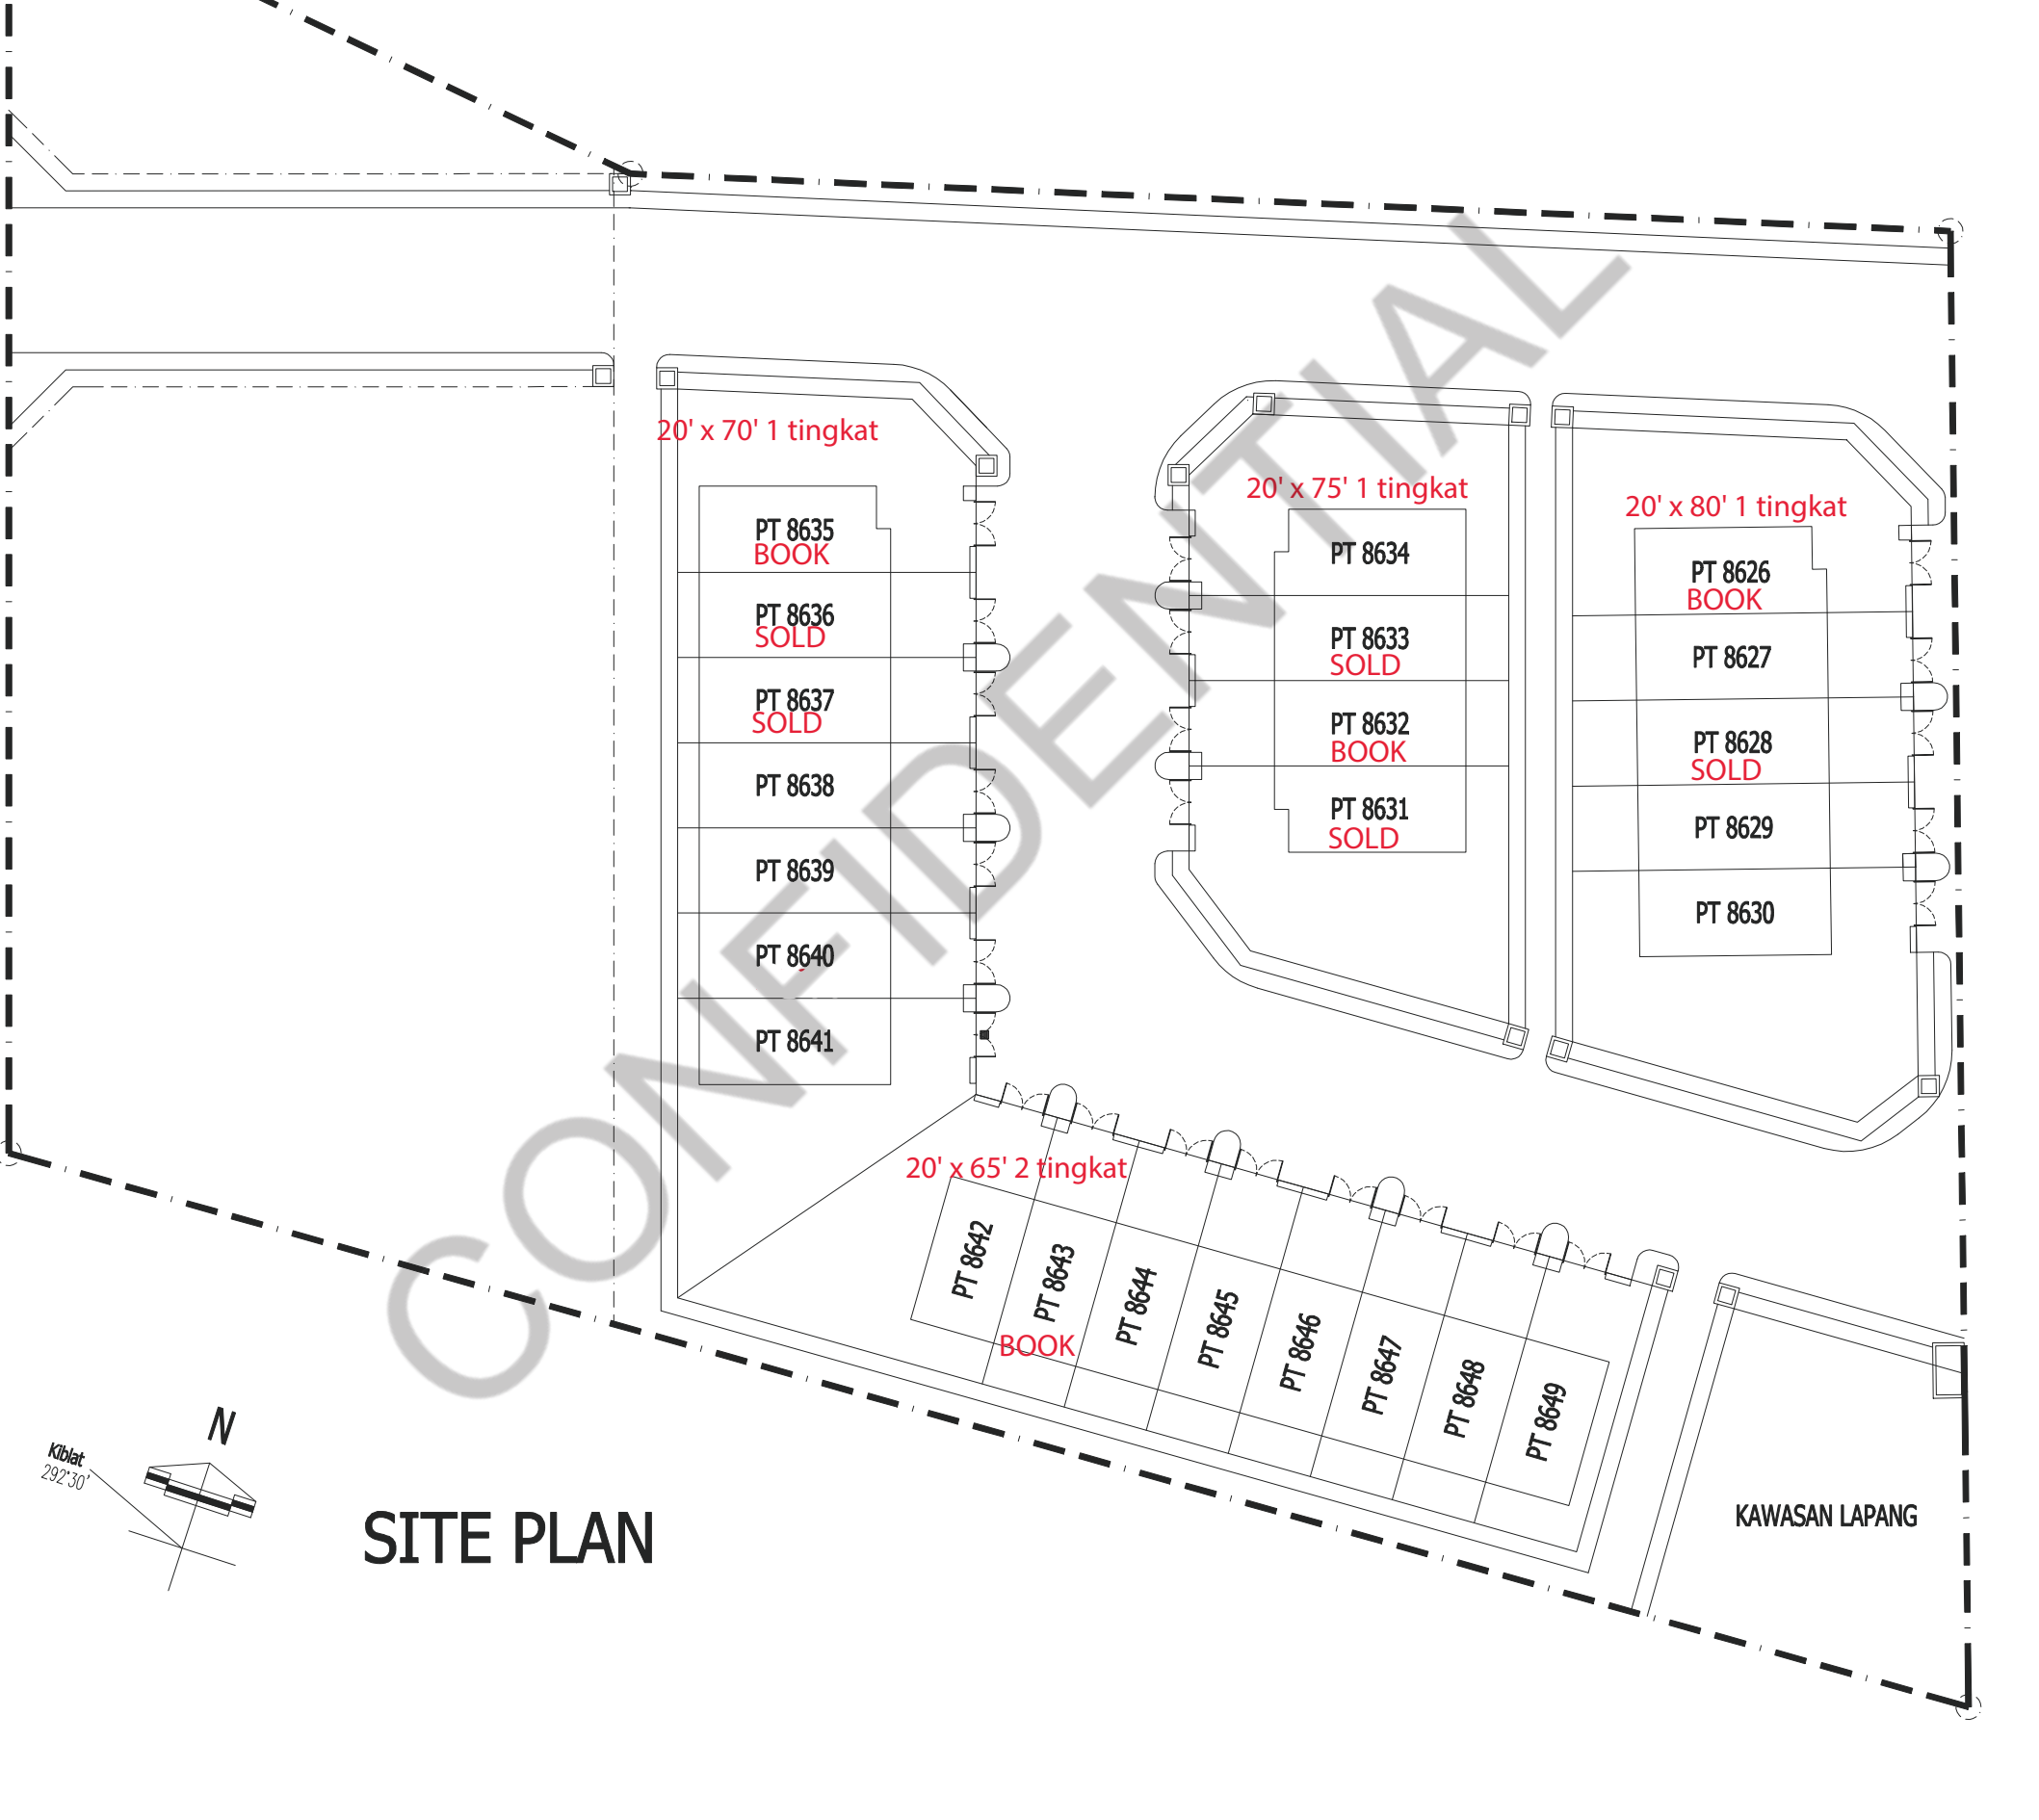 CONFIDENTIAL
20' x 70' 1 tingkat
PT 8635
BOOK
PT 8636
SOLD
PT 8637
SOLD
PT 8638
PT 8639
PT 8640
PT 8641
20' x 75' 1 tingkat
PT 8634
PT 8633
SOLD
PT 8632
BOOK
PT 8631
SOLD
20' x 80' 1 tingkat
PT 8626
BOOK
PT 8627
PT 8628
SOLD
PT 8629
PT 8630
20' x 65' 2 tingkat
PT 8642
PT 8643
BOOK
PT 8644
PT 8645
PT 8646
PT 8647
PT 8648
PT 8649
KAWASAN LAPANG
N
Kiblat
292°30'
SITE PLAN